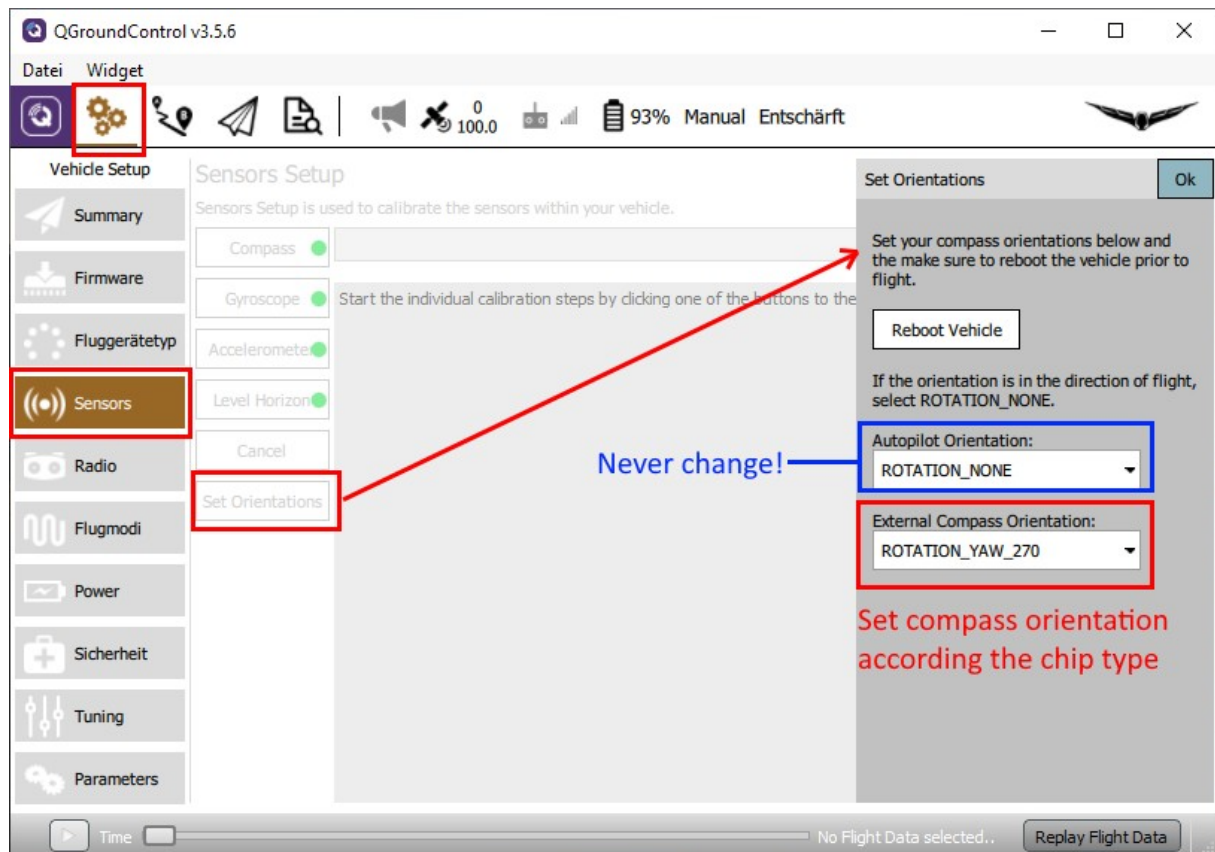 QGroundControl v3.5.6
Datei Widget
0
100.0
93% Manual Entschärft
Vehicle Setup
Summary
Firmware
Fluggerätetyp
Sensors
Radio
Flugmodi
Power
Sicherheit
Tuning
Parameters
Sensors Setup
Sensors Setup is used to calibrate the sensors within your vehicle.
Compass
Gyroscope
Acceleromete
Level Horizon
Cancel
Set Orientations
Start the individual calibration steps by clicking one of the buttons to the
Never change!
Set Orientations
Ok
Set your compass orientations below and
the make sure to reboot the vehicle prior to
flight.
Reboot Vehicle
If the orientation is in the direction of flight,
select ROTATION_NONE.
Autopilot Orientation:
ROTATION_NONE
External Compass Orientation:
ROTATION_YAW_270
Set compass orientation
according the chip type
Time
No Flight Data selected..
Replay Flight Data